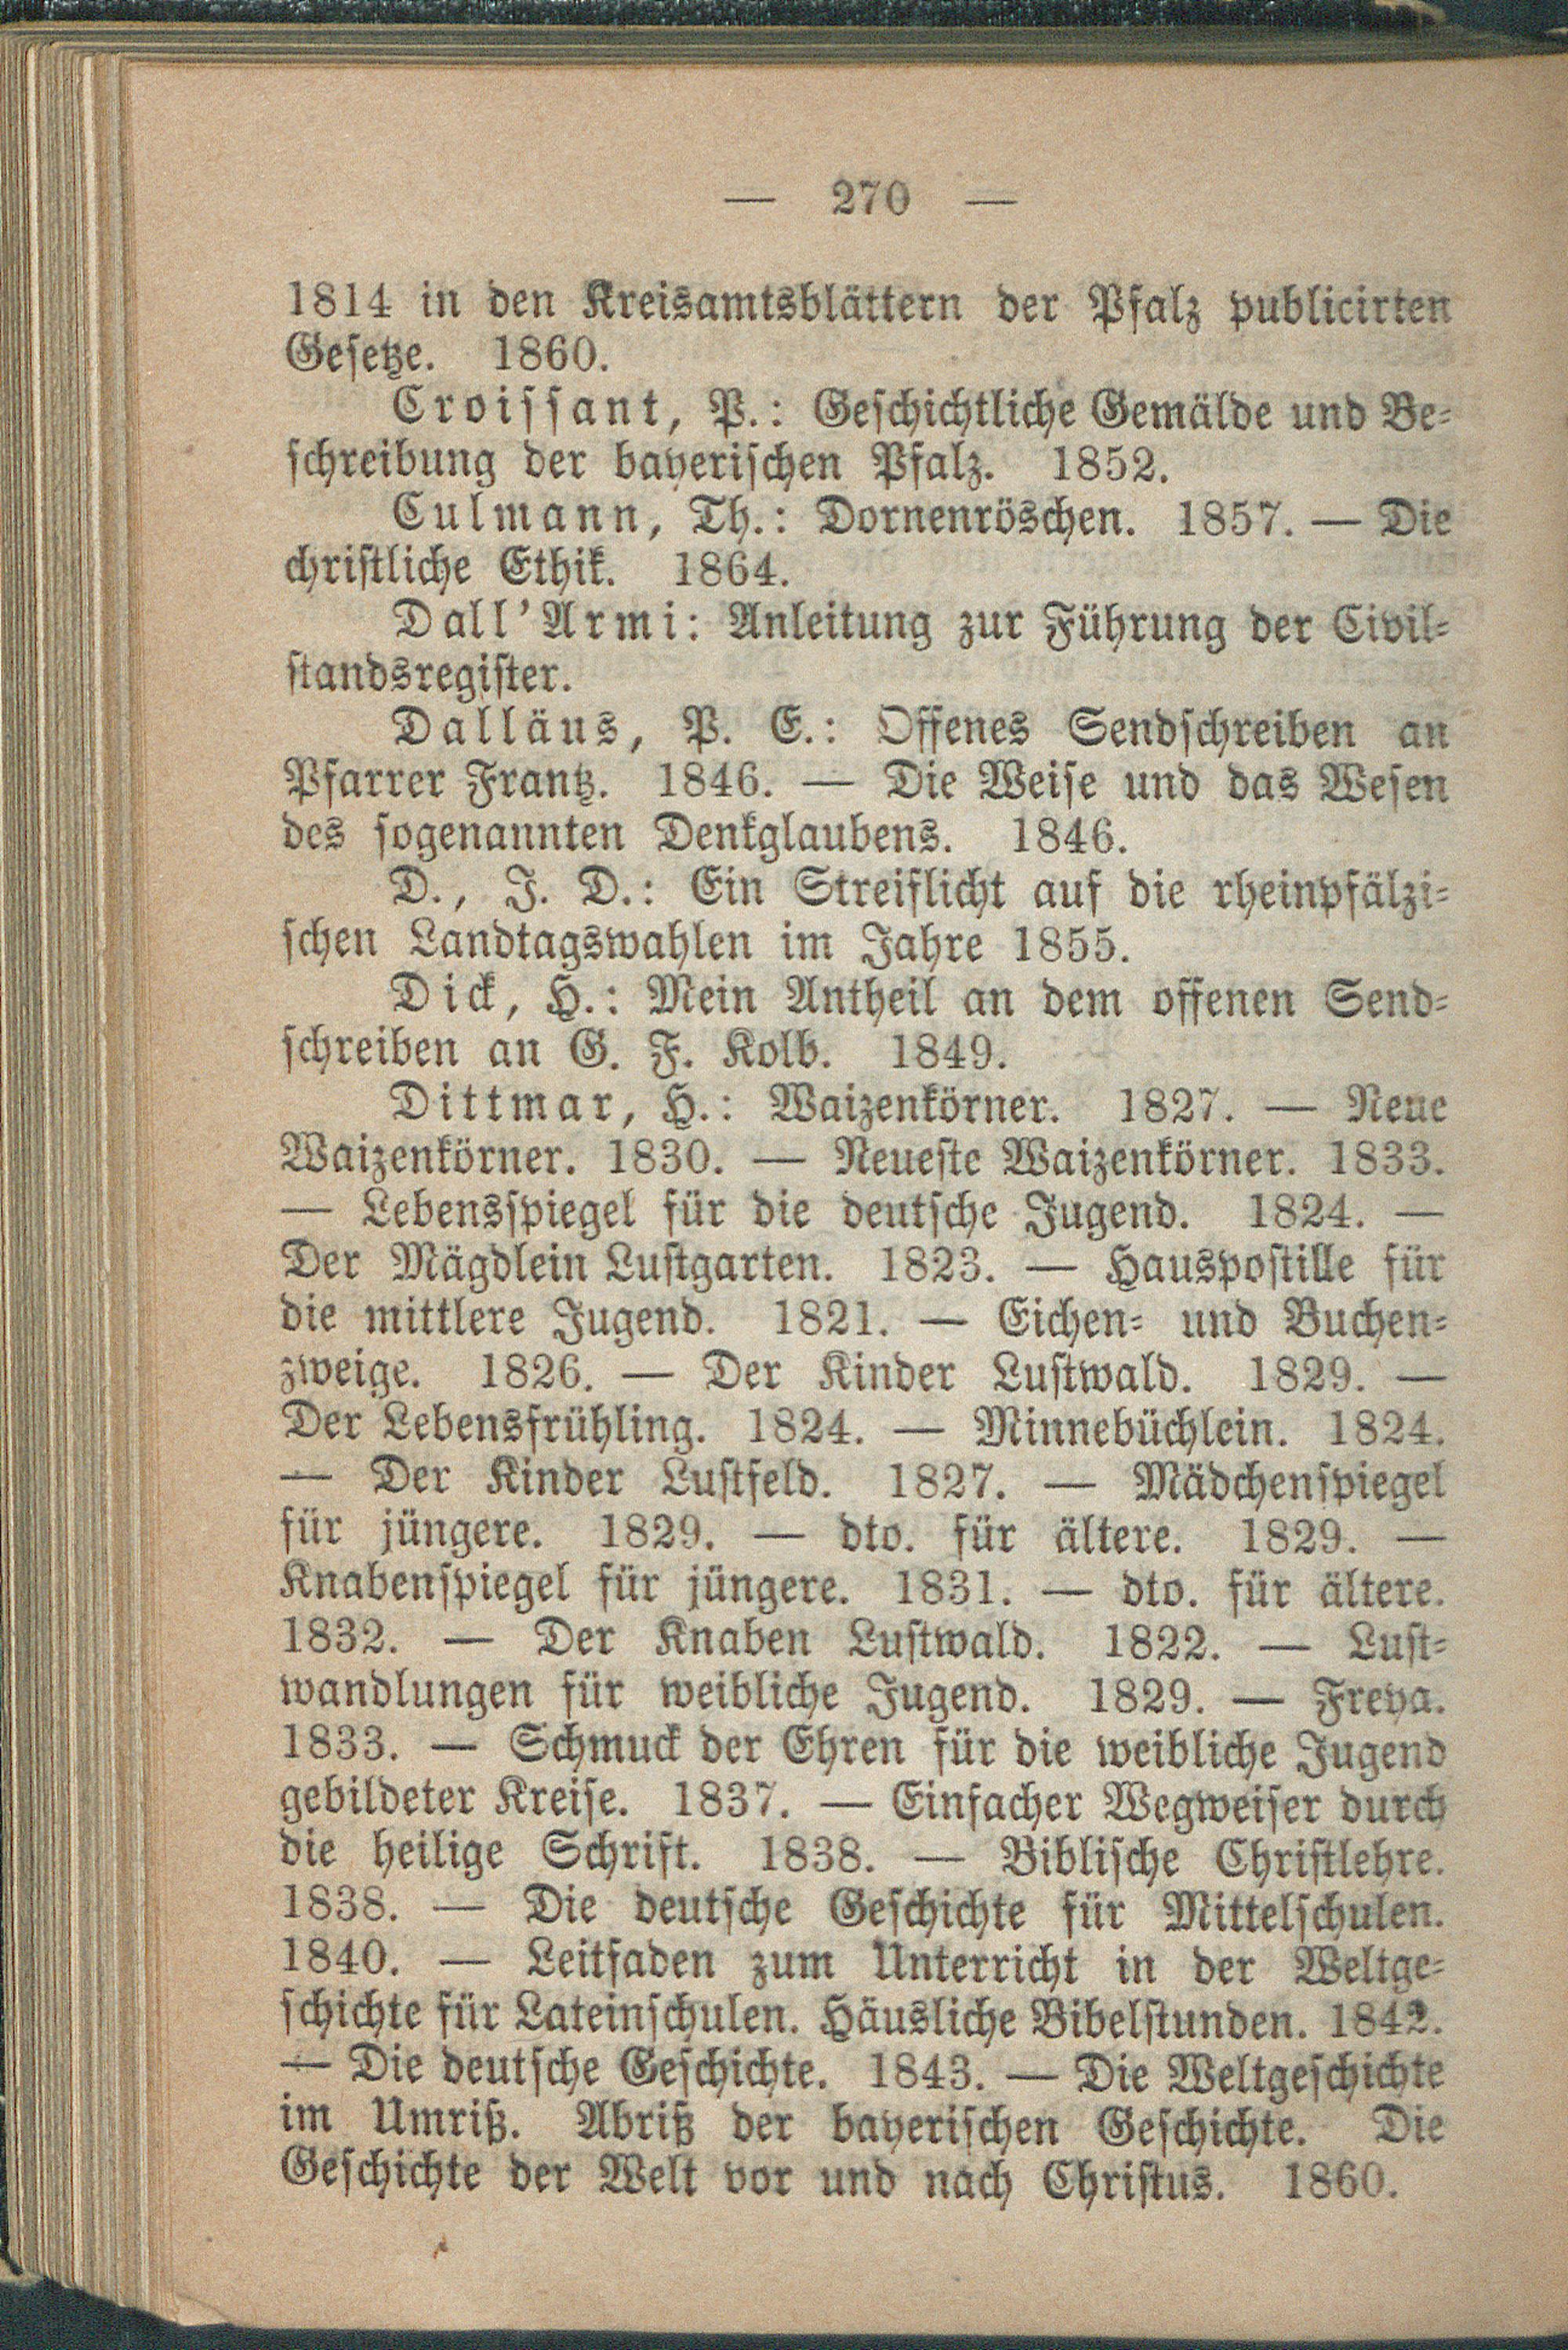 — 270 —
1814 in den Kreisamtsblättern der Pfalz publicirten
Gesetze. 1860.
Croissant, P.: Geschichtliche Gemälde und Be-
schreibung der bayerischen Pfalz. 1852.
Culmann, Th.: Dornenröschen. 1857. — Die
christliche Ethik. 1864.
Dall'Armi: Anleitung zur Führung der Civil-
standsregister.
Dalläus, P. E.: Offenes Sendschreiben an
Pfarrer Frantz. 1846. — Die Weise und das Wesen
des sogenannten Denkglaubens. 1846.
D., J. D.: Ein Streiflicht auf die rheinpfälzi-
schen Landtagswahlen im Jahre 1855.
Dick, H.: Mein Antheil an dem offenen Send-
schreiben an G. F. Kolb. 1849.
Dittmar, H.: Waizenkörner. 1827. — Neue
Waizenkörner. 1830. — Neueste Waizenkörner. 1833.
— Lebensspiegel für die deutsche Jugend. 1824. —
Der Mägdlein Lustgarten. 1823. — Hauspostille für
die mittlere Jugend. 1821. — Eichen- und Buchen-
zweige. 1826. — Der Kinder Lustwald. 1829. —
Der Lebensfrühling. 1824. — Minnebüchlein. 1824.
— Der Kinder Lustfeld. 1827. — Mädchenspiegel
für jüngere. 1829. — dto. für ältere. 1829. —
Knabenspiegel für jüngere. 1831. — dto. für ältere.
1832. — Der Knaben Lustwald. 1822. — Lust-
wandlungen für weibliche Jugend. 1829. — Freya.
1833. — Schmuck der Ehren für die weibliche Jugend
gebildeter Kreise. 1837. — Einfacher Wegweiser durch
die heilige Schrift. 1838. — Biblische Christlehre.
1838. — Die deutsche Geschichte für Mittelschulen.
1840. — Leitfaden zum Unterricht in der Weltge-
schichte für Lateinschulen. Häusliche Bibelstunden. 1842.
— Die deutsche Geschichte. 1843. — Die Weltgeschichte
im Umriß. Abriß der bayerischen Geschichte. Die
Geschichte der Welt vor und nach Christus. 1860.